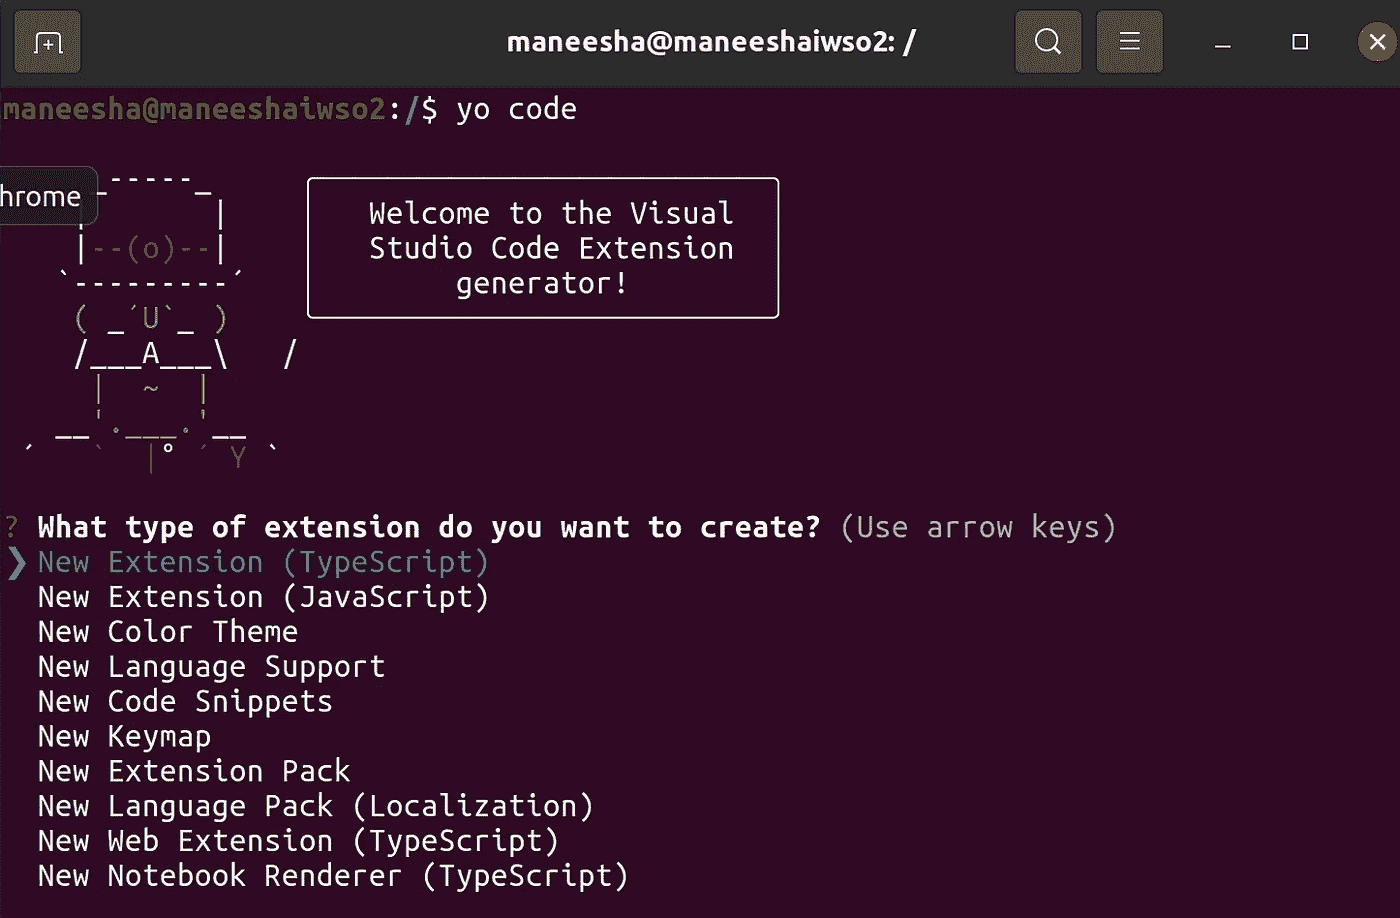 maneesha@maneeshaiwso2: /
maneesha@maneeshaiwso2:/$ yo code
hrome
Welcome to the Visual
Studio Code Extension
generator!
? What type of extension do you want to create? (Use arrow keys)
❯ New Extension (TypeScript)
New Extension (JavaScript)
New Color Theme
New Language Support
New Code Snippets
New Keymap
New Extension Pack
New Language Pack (Localization)
New Web Extension (TypeScript)
New Notebook Renderer (TypeScript)